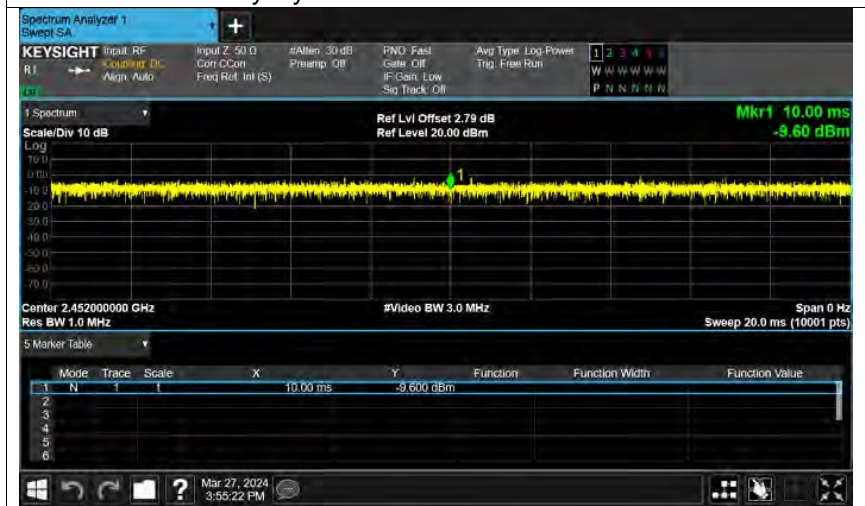 Spectrum Analyzer 1
Swept SA
+
KEYSIGHT Input: RF Input Z: 50 Ω #Atten: 30 dB PNO: Fast Avg Type: Log-Power 1 2 3 4 5 6
R L Coupling: DC Corr CCorr Preamp: Off Gate: Off Trig: Free Run W W W W W W
Align: Auto Freq Ref: Int (S) IF Gain: Low P N N N N N
Sig Track: Off
1 Spectrum Ref Lvl Offset 2.79 dB Mkr1 10.00 ms
Scale/Div 10 dB Ref Level 20.00 dBm -9.60 dBm
Log
10.0
0.00
-10.0
-20.0
-30.0
-40.0
-50.0
-60.0
-70.0
1
Center 2.452000000 GHz #Video BW 3.0 MHz Span 0 Hz
Res BW 1.0 MHz Sweep 20.0 ms (10001 pts)
5 Marker Table
Mode Trace Scale X Y Function Function Width Function Value
1 N 1 t 10.00 ms -9.600 dBm
2
3
4
5
6
? Mar 27, 2024
3:55:22 PM